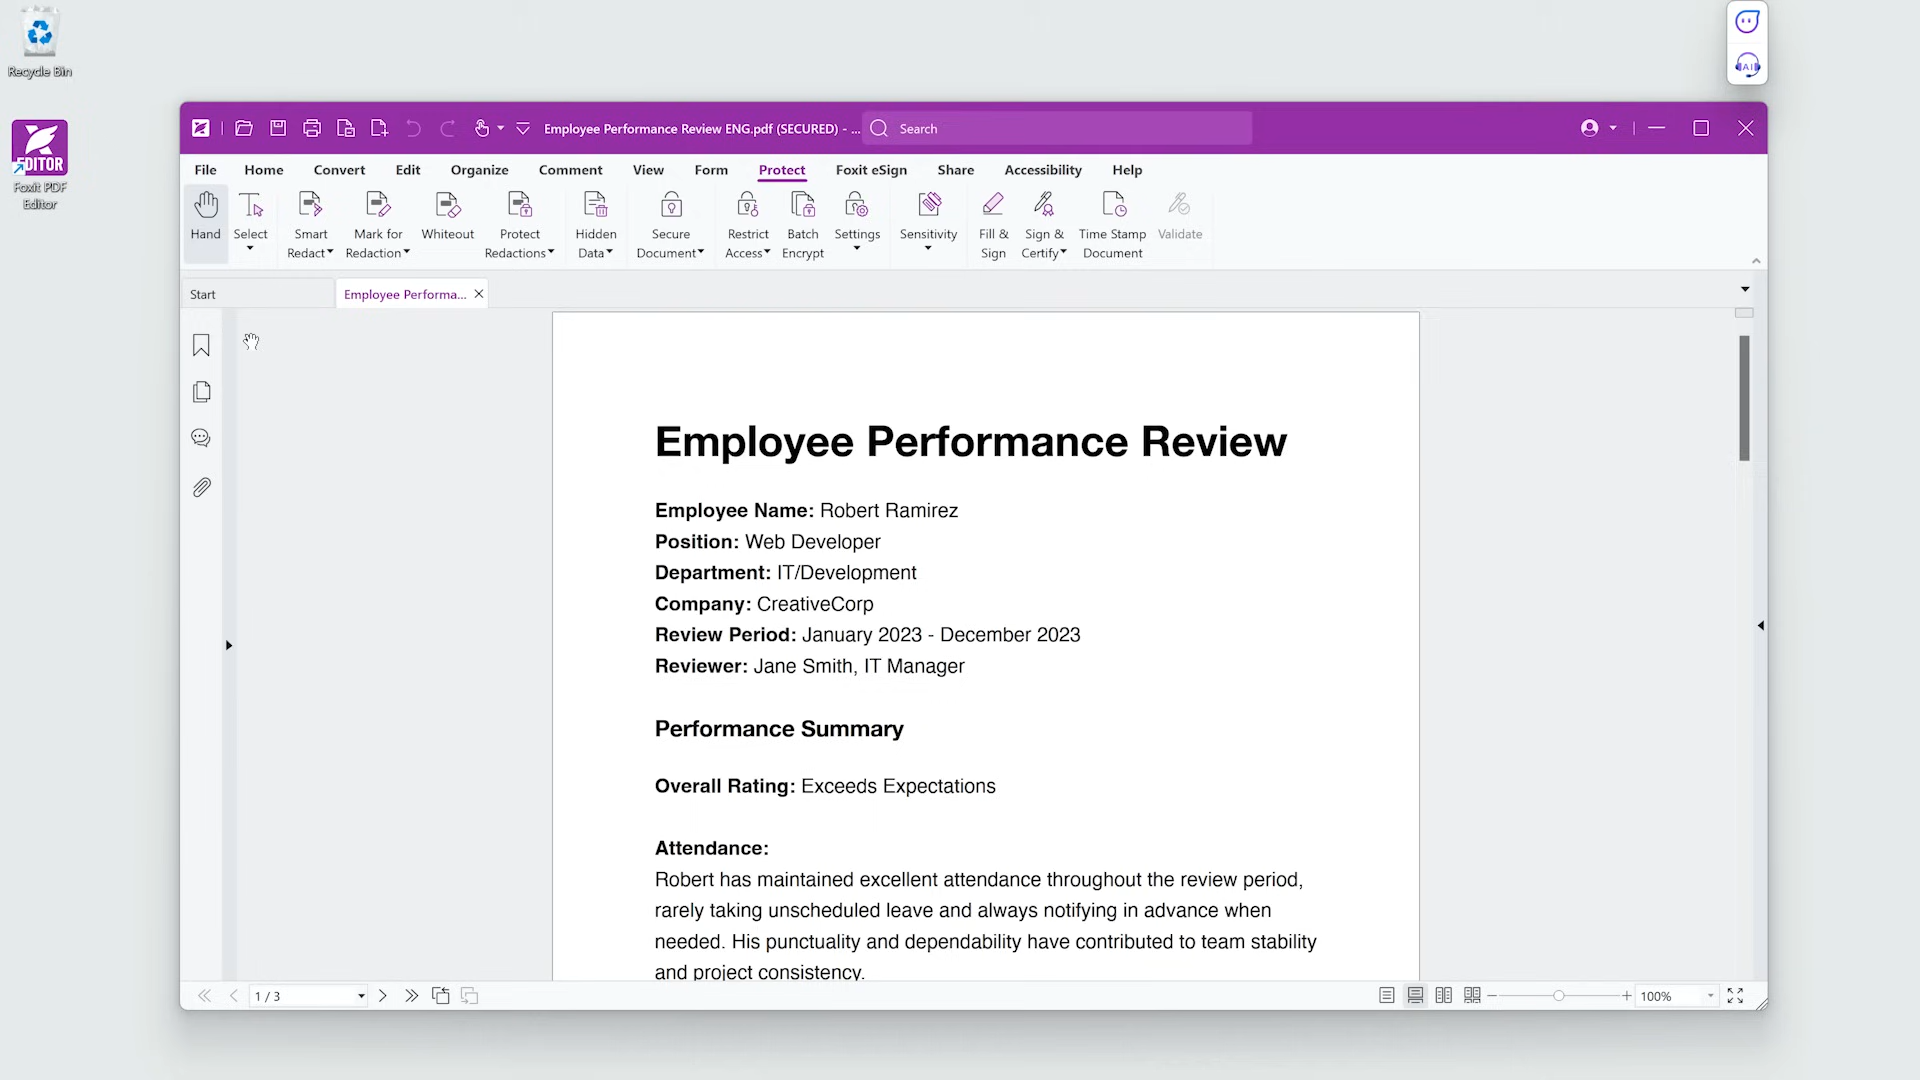 Recycle Bin
EDITOR
Foxit PDF
Editor
AI
Employee Performance Review ENG.pdf (SECURED) - ...
Search
File Home Convert Edit Organize Comment View Form Protect Foxit eSign Share Accessibility Help
Hand
Select
Smart
Redact
Mark for
Redaction
Whiteout
Protect
Redactions
Hidden
Data
Secure
Document
Restrict
Access
Batch
Encrypt
Settings
Sensitivity
Fill &
Sign
Sign &
Certify
Time Stamp
Document
Validate
Start
Employee Performa...
Employee Performance Review
Employee Name: Robert Ramirez
Position: Web Developer
Department: IT/Development
Company: CreativeCorp
Review Period: January 2023 - December 2023
Reviewer: Jane Smith, IT Manager
Performance Summary
Overall Rating: Exceeds Expectations
Attendance:
Robert has maintained excellent attendance throughout the review period,
rarely taking unscheduled leave and always notifying in advance when
needed. His punctuality and dependability have contributed to team stability
and project consistency.
1 / 3
100%